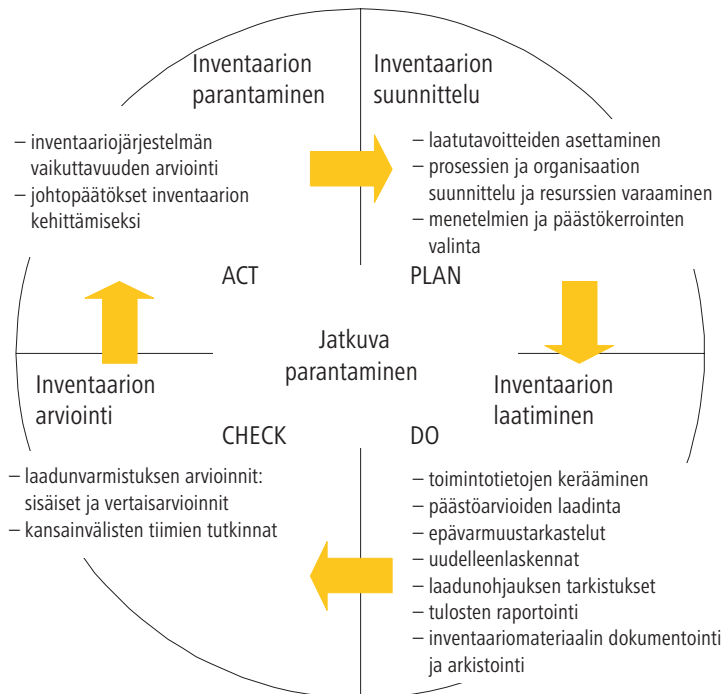 Inventaarion
parantaminen
– inventaariojärjestelmän
vaikuttavuuden arviointi
– johtopäätökset inventaarion
kehittämiseksi
ACT
Inventaarion
suunnittelu
– laatutavoitteiden asettaminen
– prosessien ja organisaation
suunnittelu ja resurssien varaaminen
– menetelmien ja päästökerrointen
valinta
PLAN
Jatkuva
parantaminen
Inventaarion
arviointi
CHECK
– laadunvarmistuksen arvioinnit:
sisäiset ja vertaisarvioinnit
– kansainvälisten tiimien tutkinnat
Inventaarion
laatiminen
DO
– toimintotietojen kerääminen
– päästöarvioiden laadinta
– epävarmuustarkastelut
– uudelleenlaskennat
– laadunohjauksen tarkistukset
– tulosten raportointi
– inventaariomateriaalin dokumentointi
ja arkistointi